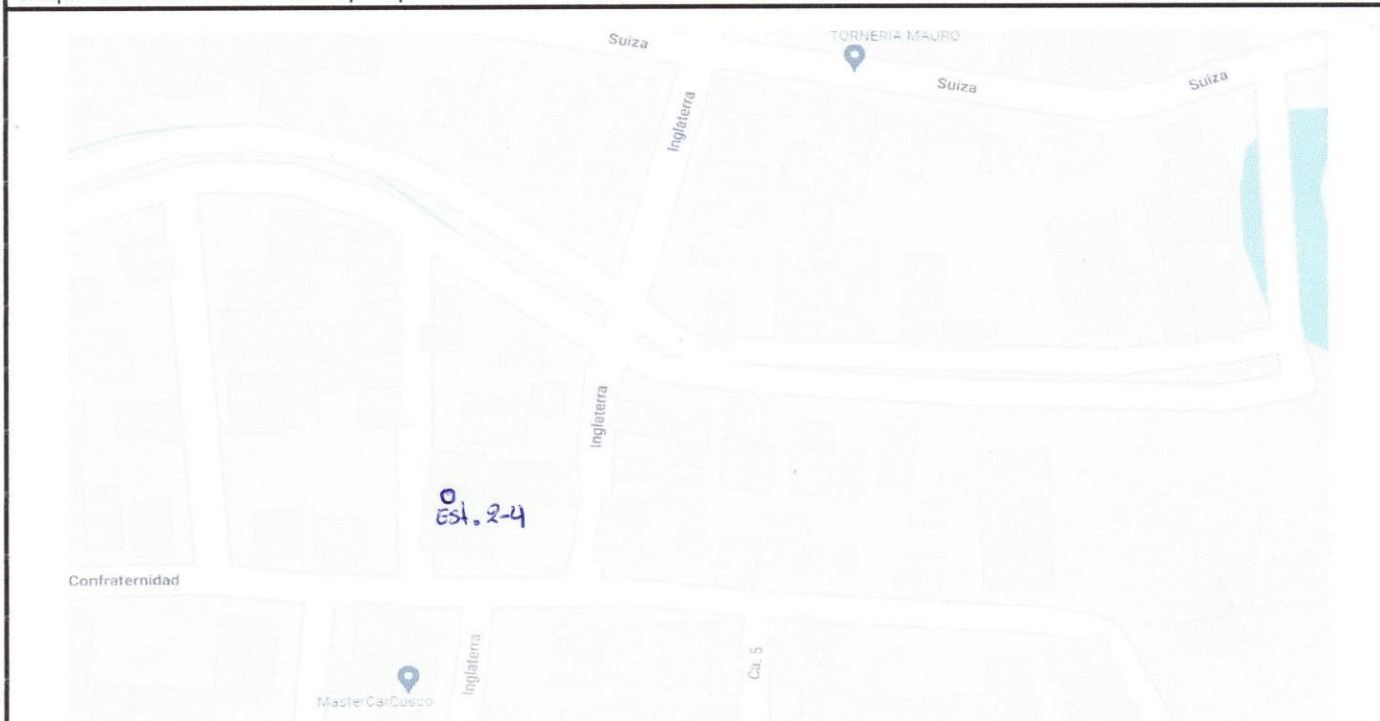 Suiza
TORNERIA MAURO
Suiza
Suiza
Inglaterra
Inglaterra
Est. 2-4
Confraternidad
Inglaterra
Ca. 5
MasterCarCusco